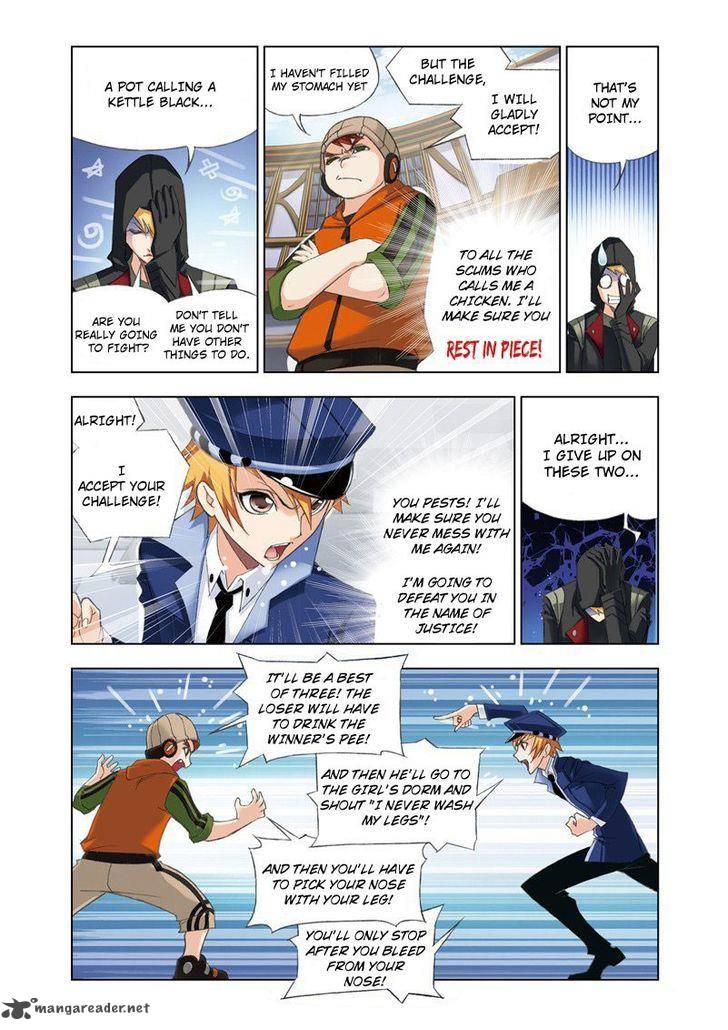 A POT CALLING A
KETTLE BLACK...
ARE YOU
REALLY GOING
TO FIGHT?
DON'T TELL
ME YOU DON'T
HAVE OTHER
THINGS TO DO.
I HAVEN'T FILLED
MY STOMACH YET
BUT THE
CHALLENGE,
I WILL
GLADLY
ACCEPT!
TO ALL THE
SCUMS WHO
CALLS ME A
CHICKEN. I'LL
MAKE SURE YOU
REST IN PIECE!
THAT'S
NOT MY
POINT...
ALRIGHT!
I
ACCEPT YOUR
CHALLENGE!
YOU PESTS! I'LL
MAKE SURE YOU
NEVER MESS WITH
ME AGAIN!
I'M GOING TO
DEFEAT YOU IN
THE NAME OF
JUSTICE!
ALRIGHT...
I GIVE UP ON
THESE TWO...
IT'LL BE A BEST
OF THREE! THE
LOSER WILL HAVE
TO DRINK THE
WINNER'S PEE!
AND THEN HE'LL GO TO
THE GIRL'S DORM AND
SHOUT "I NEVER WASH
MY LEGS"!
AND THEN YOU'LL HAVE
TO PICK YOUR NOSE
WITH YOUR LEG!
YOU'LL ONLY STOP
AFTER YOU BLEED
FROM YOUR
NOSE!
mangareader.net